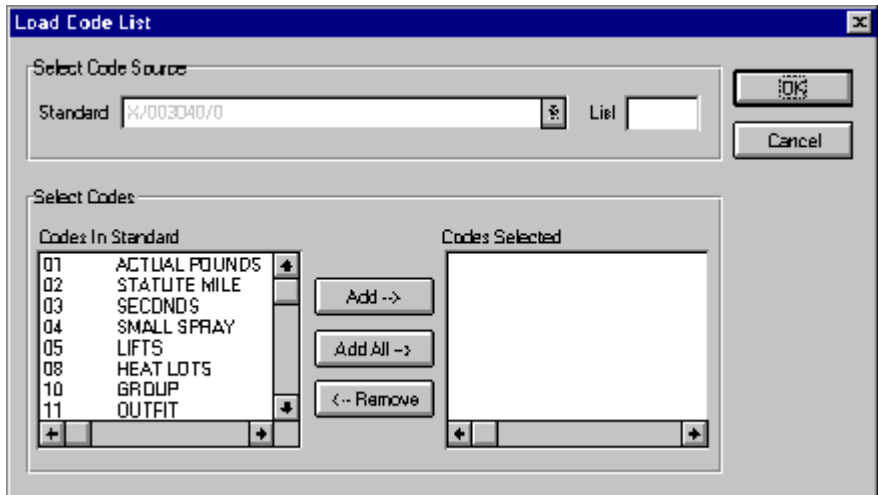 Load Code List
Select Code Source
Standard X/003040/0 List
OK
Cancel
Select Codes
Codes In Standard
01 ACTUAL POUNDS
02 STATUTE MILE
03 SECONDS
04 SMALL SPRAY
05 LIFTS
08 HEAT LOTS
10 GROUP
11 OUTFIT
Add -->
Add All -->
<-- Remove
Codes Selected